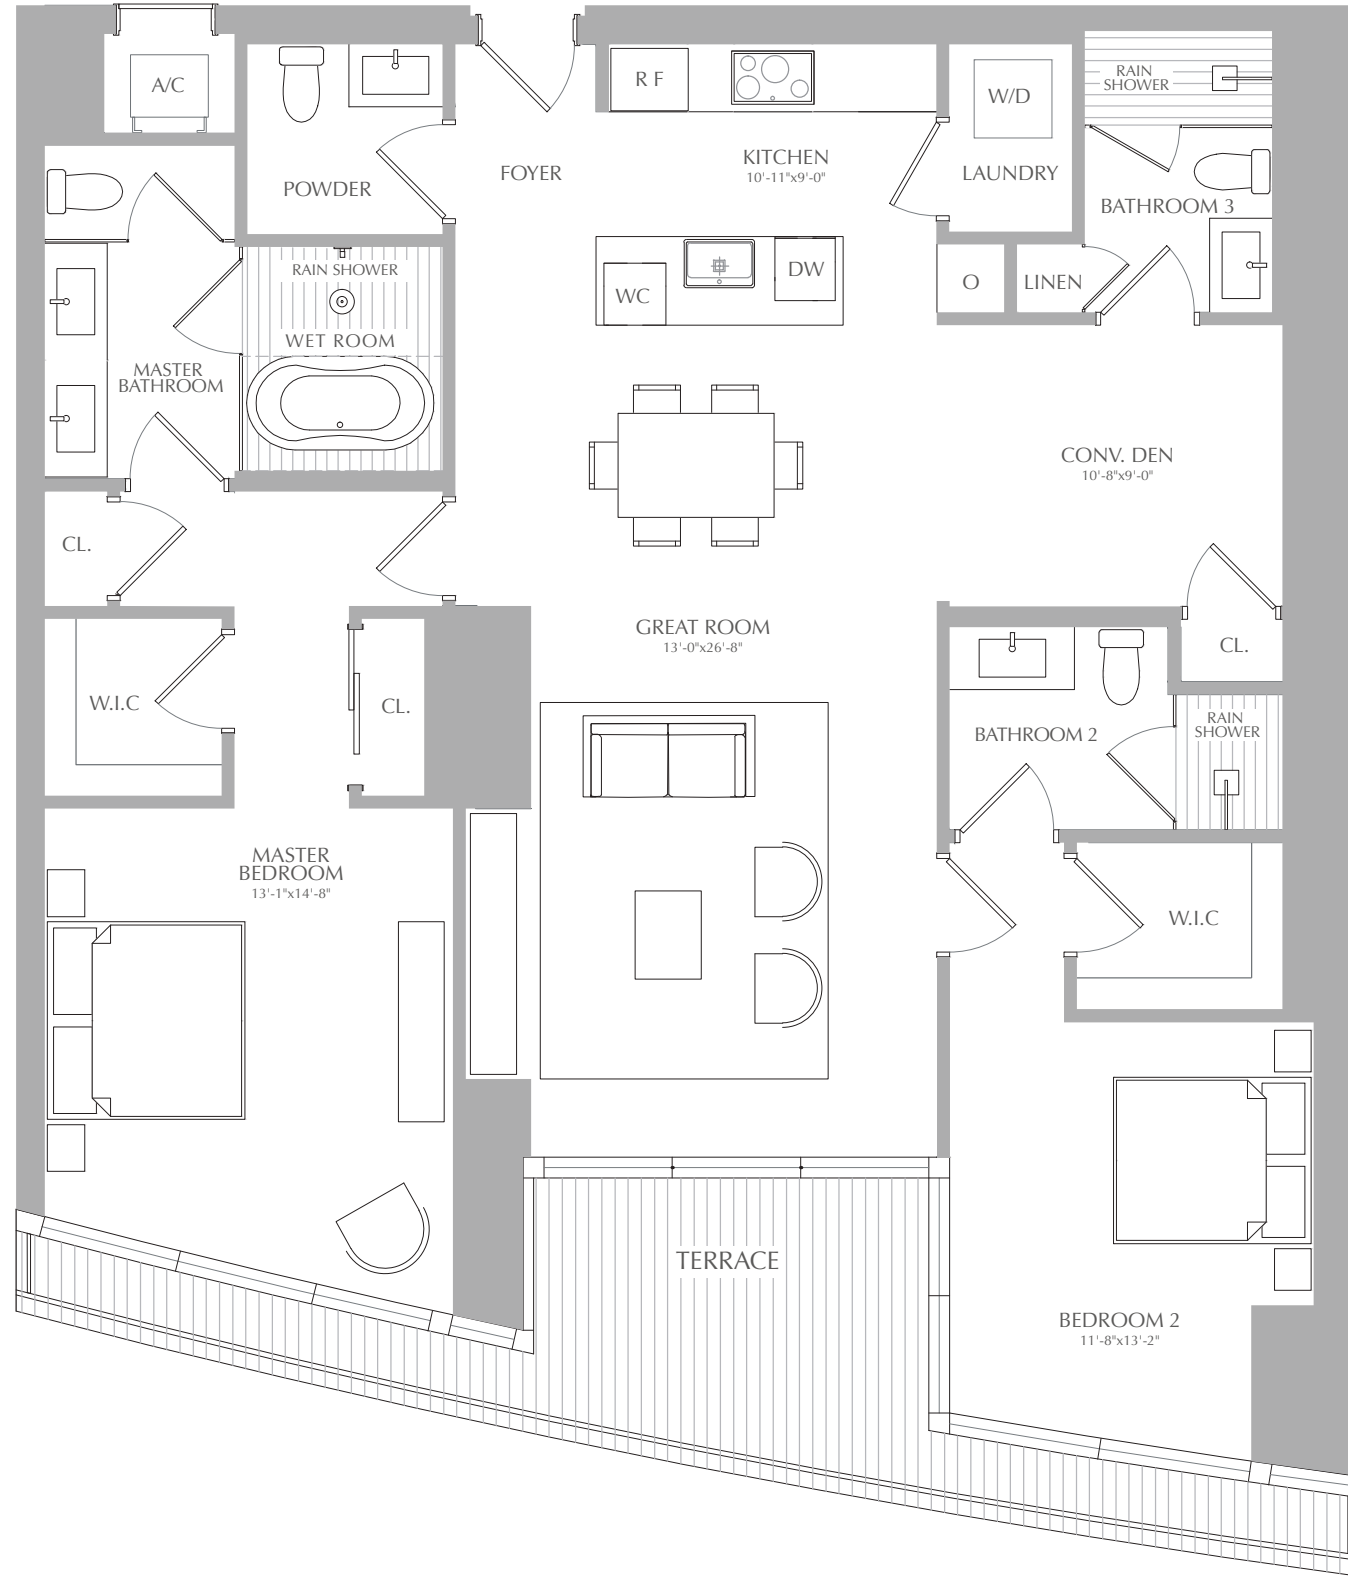 A/C
R F
W/D
RAIN
SHOWER
KITCHEN
10'-11"x9'-0"
FOYER
LAUNDRY
POWDER
BATHROOM 3
RAIN SHOWER
DW
O
LINEN
WC
WET ROOM
MASTER
BATHROOM
CONV. DEN
10'-8"x9'-0"
CL.
GREAT ROOM
13'-0"x26'-8"
CL.
W.I.C
CL.
RAIN
SHOWER
BATHROOM 2
MASTER
BEDROOM
13'-1"x14'-8"
W.I.C
TERRACE
BEDROOM 2
11'-8"x13'-2"